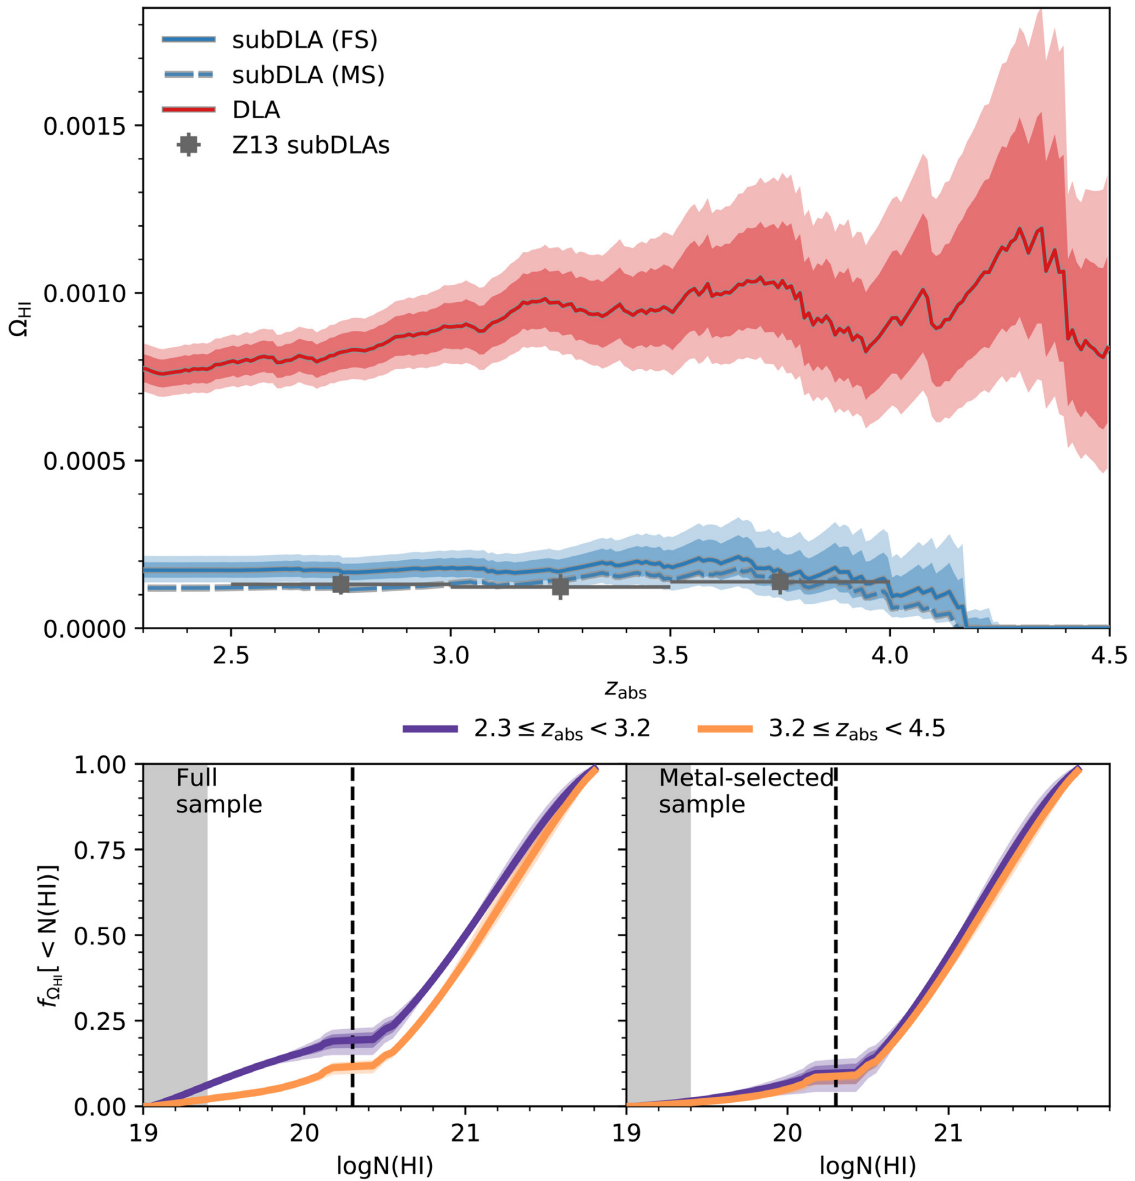 subDLA (FS)
subDLA (MS)
DLA
Z13 subDLAs
0.0015
0.0010
0.0005
0.0000
Ω_HI
2.5 3.0 3.5 4.0 4.5
z_abs
2.3 ≤ z_abs < 3.2 3.2 ≤ z_abs < 4.5
Full
sample
Metal-selected
sample
1.00
0.75
0.50
0.25
0.00
f_Ω_HI[ < N(HI)]
19 20 21 19 20 21
logN(HI) logN(HI)